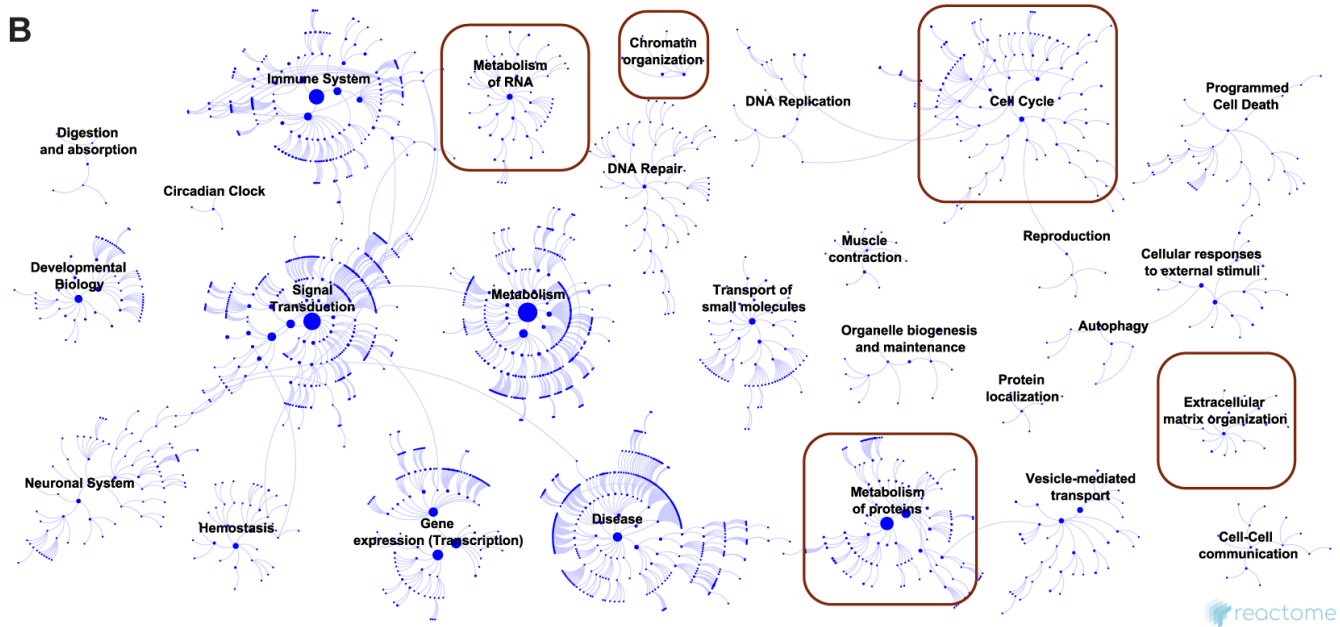 B
Immune System
Metabolism
of RNA
Chromatin
organization
DNA Replication
Cell Cycle
Programmed
Cell Death
Digestion
and absorption
Circadian Clock
DNA Repair
Developmental
Biology
Signal
Transduction
Metabolism
Transport of
small molecules
Muscle
contraction
Reproduction
Cellular responses
to external stimuli
Organelle biogenesis
and maintenance
Autophagy
Protein
localization
Extracellular
matrix organization
Neuronal System
Hemostasis
Gene
expression (Transcription)
Disease
Metabolism
of proteins
Vesicle-mediated
transport
Cell-Cell
communication
reactome